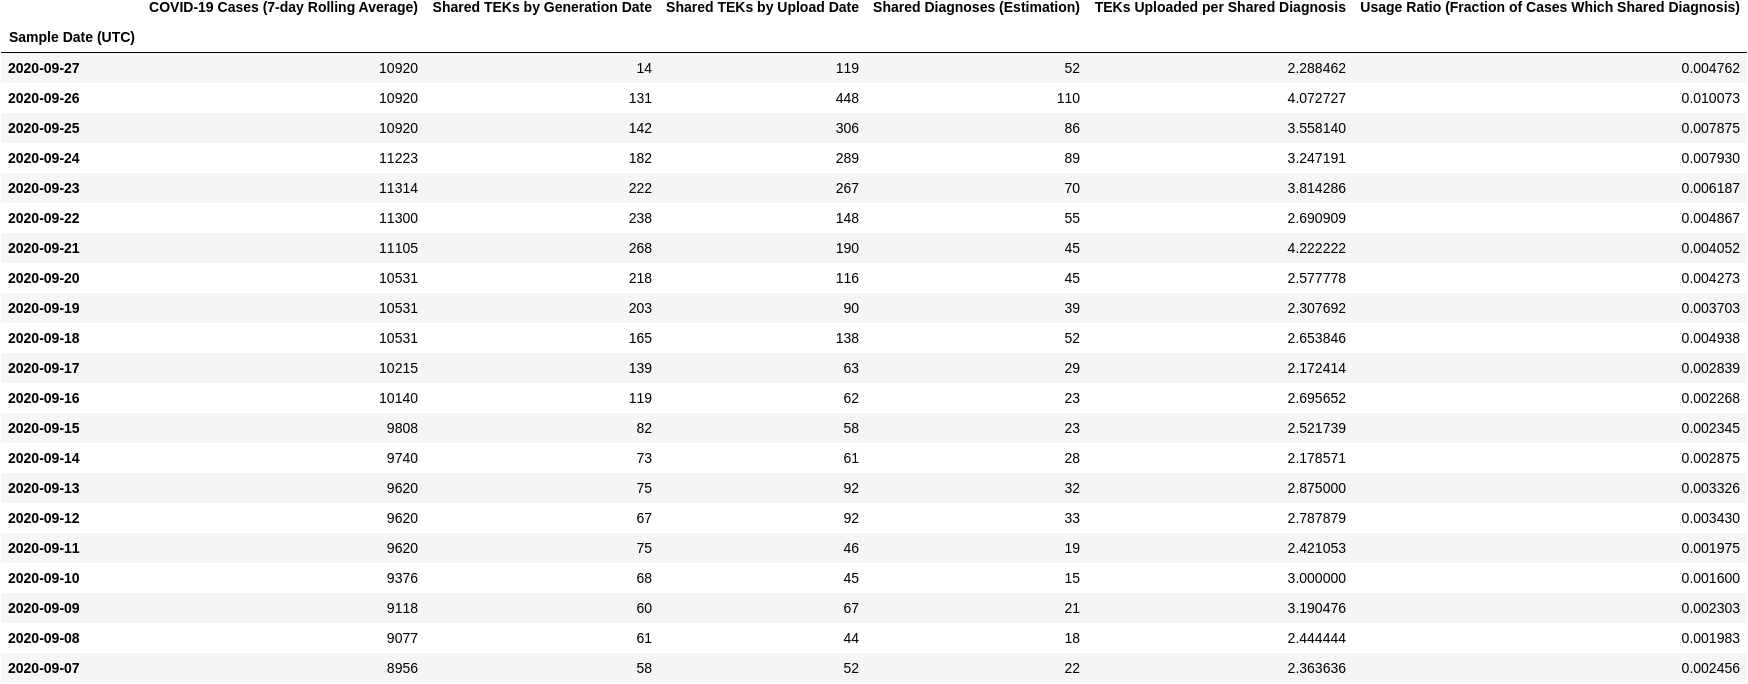 COVID-19 Cases (7-day Rolling Average) Shared TEKs by Generation Date Shared TEKs by Upload Date Shared Diagnoses (Estimation) TEKs Uploaded per Shared Diagnosis Usage Ratio (Fraction of Cases Which Shared Diagnosis)
Sample Date (UTC)
2020-09-27 10920 14 119 52 2.288462 0.004762
2020-09-26 10920 131 448 110 4.072727 0.010073
2020-09-25 10920 142 306 86 3.558140 0.007875
2020-09-24 11223 182 289 89 3.247191 0.007930
2020-09-23 11314 222 267 70 3.814286 0.006187
2020-09-22 11300 238 148 55 2.690909 0.004867
2020-09-21 11105 268 190 45 4.222222 0.004052
2020-09-20 10531 218 116 45 2.577778 0.004273
2020-09-19 10531 203 90 39 2.307692 0.003703
2020-09-18 10531 165 138 52 2.653846 0.004938
2020-09-17 10215 139 63 29 2.172414 0.002839
2020-09-16 10140 119 62 23 2.695652 0.002268
2020-09-15 9808 82 58 23 2.521739 0.002345
2020-09-14 9740 73 61 28 2.178571 0.002875
2020-09-13 9620 75 92 32 2.875000 0.003326
2020-09-12 9620 67 92 33 2.787879 0.003430
2020-09-11 9620 75 46 19 2.421053 0.001975
2020-09-10 9376 68 45 15 3.000000 0.001600
2020-09-09 9118 60 67 21 3.190476 0.002303
2020-09-08 9077 61 44 18 2.444444 0.001983
2020-09-07 8956 58 52 22 2.363636 0.002456